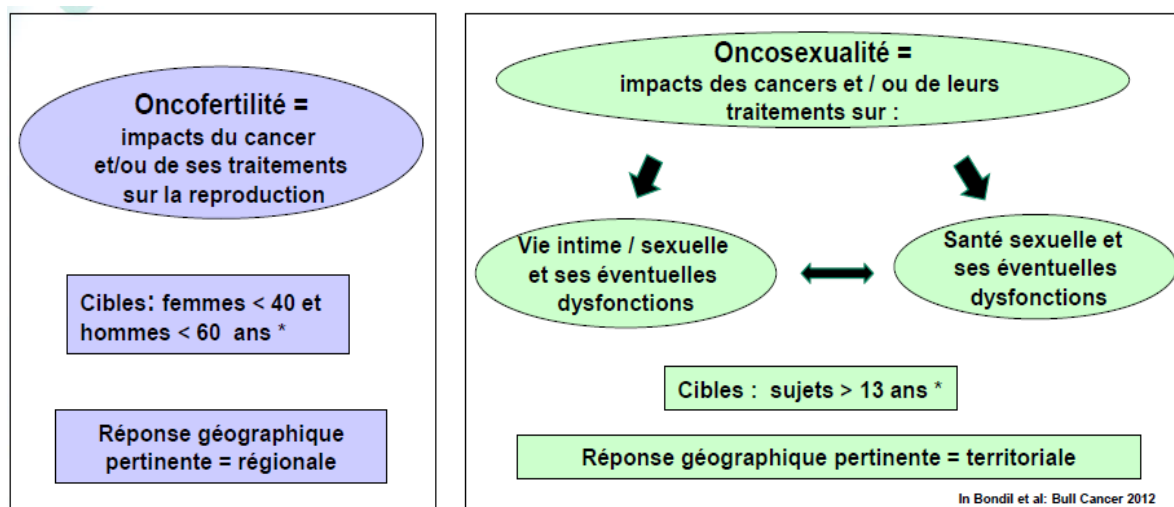 Oncofertilité =
impacts du cancer
et/ou de ses traitements
sur la reproduction
Cibles: femmes < 40 et
hommes < 60 ans *
Réponse géographique
pertinente = régionale
Oncosexualité =
impacts des cancers et / ou de leurs
traitements sur :
Vie intime / sexuelle
et ses éventuelles
dysfonctions
Santé sexuelle et
ses éventuelles
dysfonctions
Cibles : sujets > 13 ans *
Réponse géographique pertinente = territoriale
In Bondil et al: Bull Cancer 2012